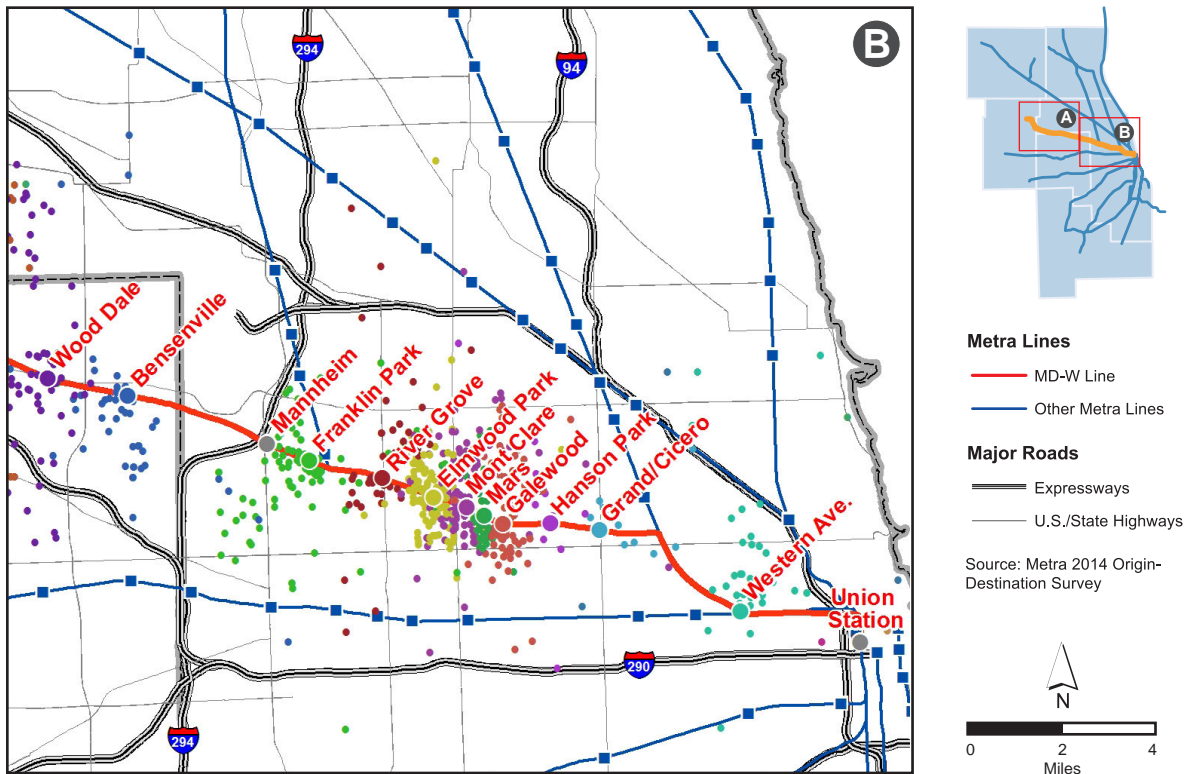 B
294
94
Wood Dale
Bensenville
Mannheim
Franklin Park
River Grove
Elmwood Park
Mont Clare
Mars
Galewood
Hanson Park
Grand/Cicero
Western Ave.
Union
Station
290
294
A
B
Metra Lines
MD-W Line
Other Metra Lines
Major Roads
Expressways
U.S./State Highways
Source: Metra 2014 Origin-
Destination Survey
N
0 2 4
Miles